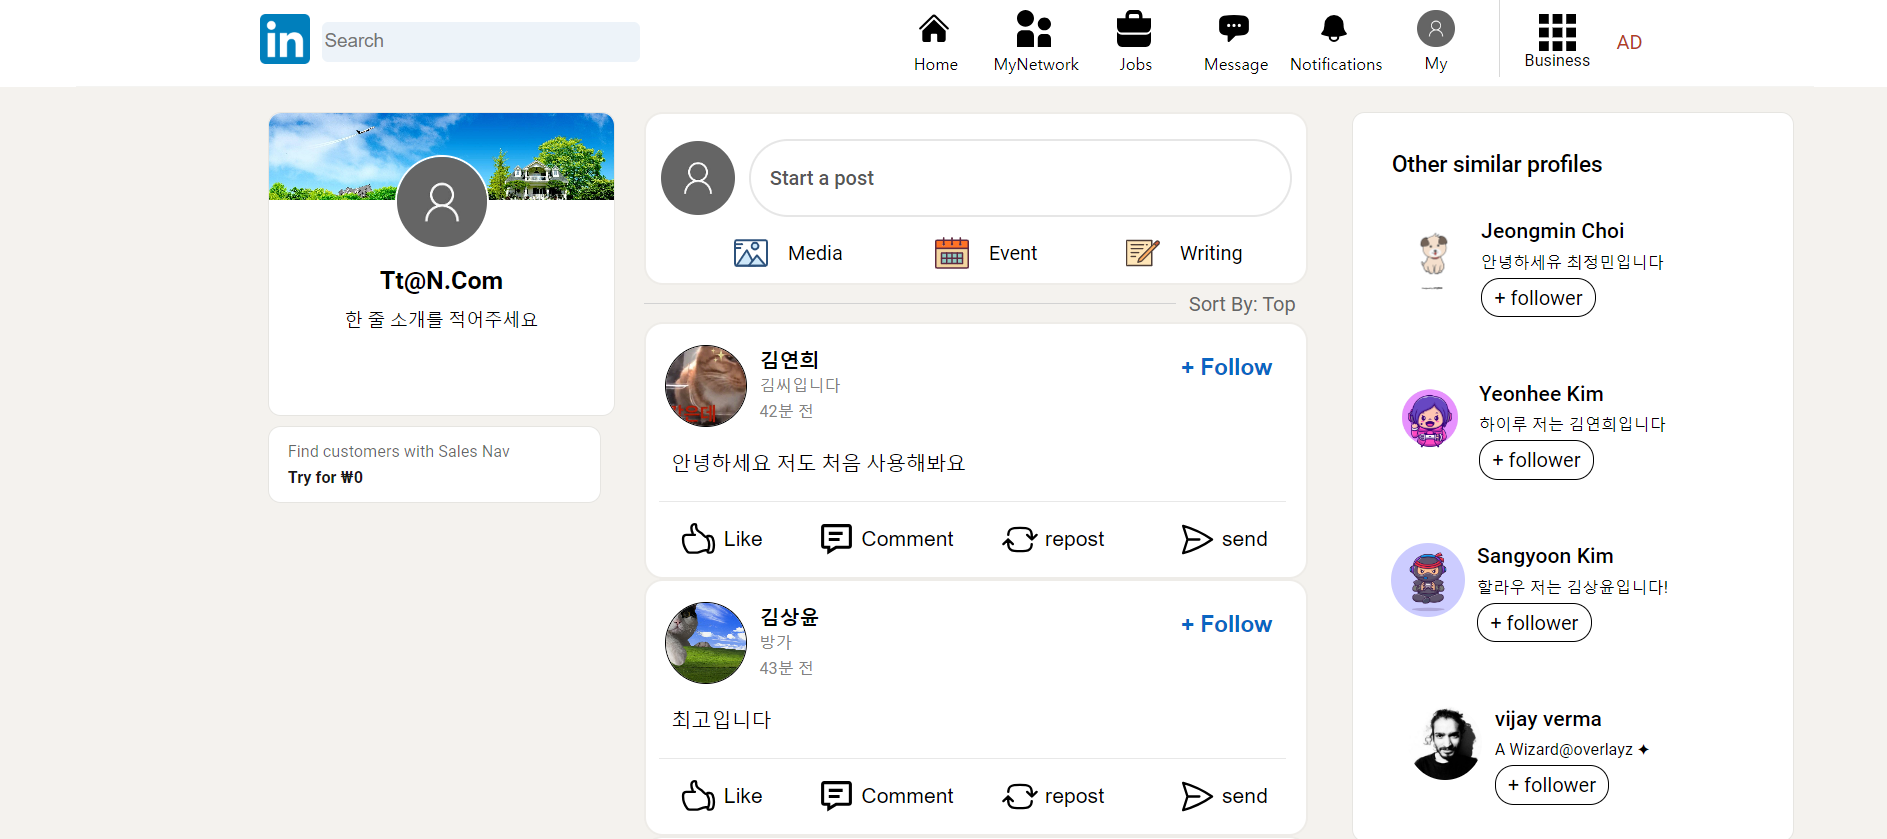 in
Search
Home
MyNetwork
Jobs
Message
Notifications
My
Business
AD
Tt@N.Com
한 줄 소개를 적어주세요
Find customers with Sales Nav
Try for ₩0
Start a post
Media
Event
Writing
Sort By: Top
김연희
김씨입니다
42분 전
+ Follow
안녕하세요 저도 처음 사용해봐요
Like
Comment
repost
send
김상윤
방가
43분 전
+ Follow
최고입니다
Like
Comment
repost
send
Other similar profiles
Jeongmin Choi
안녕하세유 최정민입니다
+ follower
Yeonhee Kim
하이루 저는 김연희입니다
+ follower
Sangyoon Kim
할라우 저는 김상윤입니다!
+ follower
vijay verma
A Wizard@overlayz ✦
+ follower